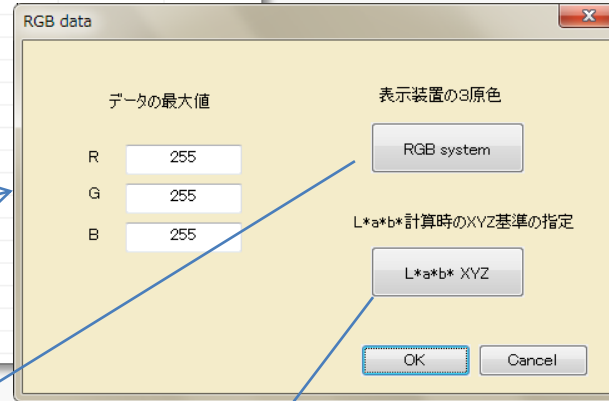 RGB data
データの最大値
R 255
G 255
B 255
表示装置の3原色
RGB system
L*a*b*計算時のXYZ基準の指定
L*a*b* XYZ
OK
Cancel